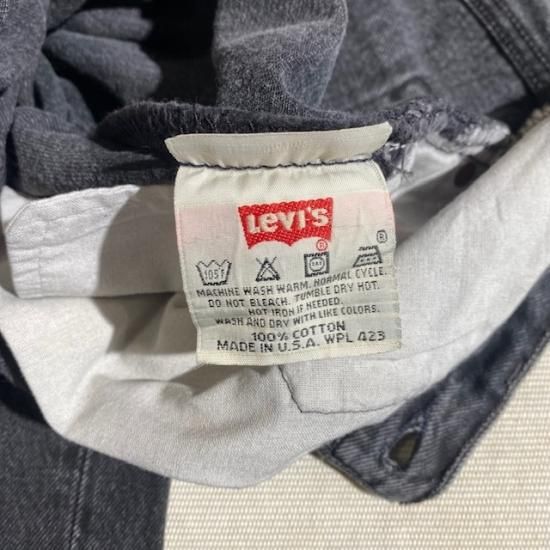 LEVI'S
®
®
105F
MACHINE WASH WARM. NORMAL CYCLE.
DO NOT BLEACH. TUMBLE DRY HOT.
HOT IRON IF NEEDED.
WASH AND DRY WITH LIKE COLORS.
100% COTTON
MADE IN U.S.A. WPL 423